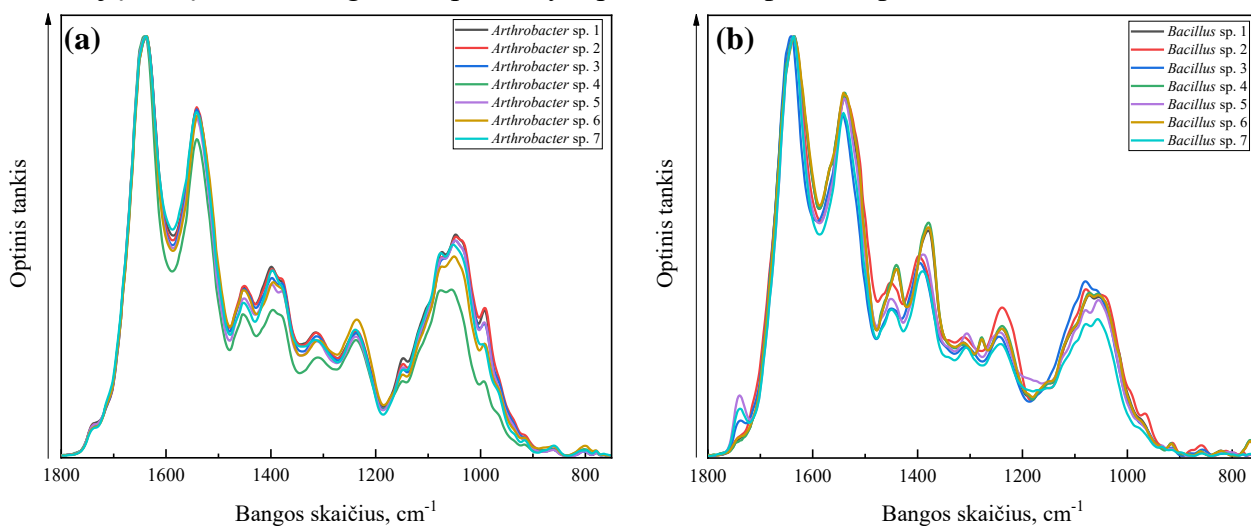 (a)
Arthrobacter sp. 1
Arthrobacter sp. 2
Arthrobacter sp. 3
Arthrobacter sp. 4
Arthrobacter sp. 5
Arthrobacter sp. 6
Arthrobacter sp. 7
Optinis tankis
1800 1600 1400 1200 1000 800
Bangos skaičius, cm⁻¹
(b)
Bacillus sp. 1
Bacillus sp. 2
Bacillus sp. 3
Bacillus sp. 4
Bacillus sp. 5
Bacillus sp. 6
Bacillus sp. 7
Optinis tankis
1800 1600 1400 1200 1000
Bangos skaičius, cm⁻¹